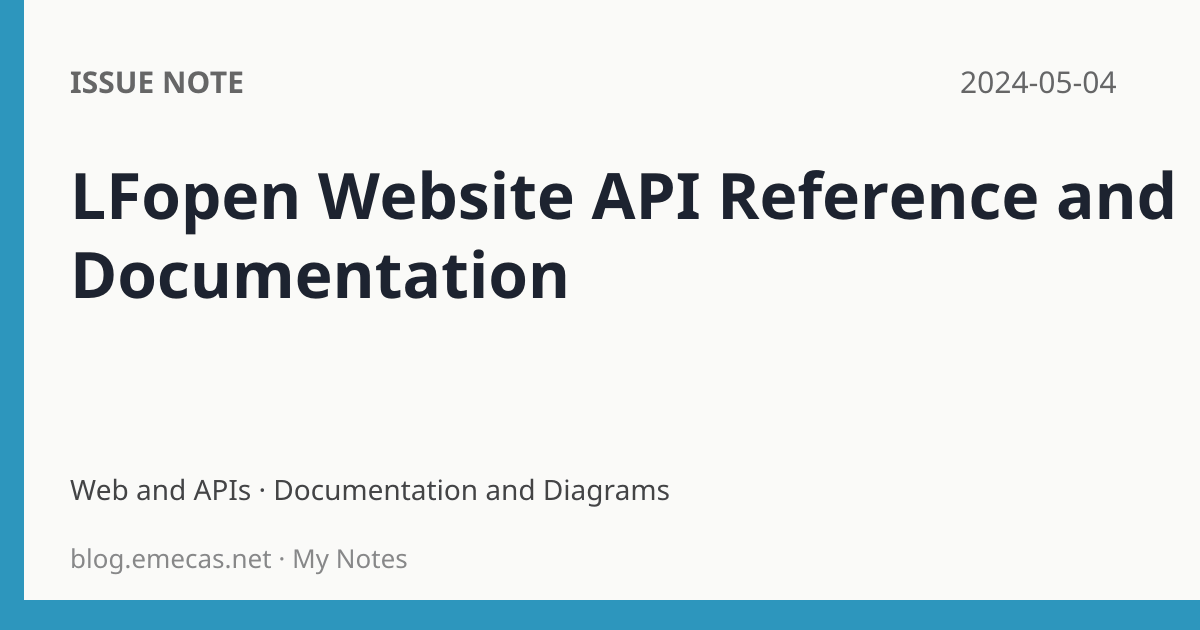 ISSUE NOTE
2024-05-04
LFopen Website API Reference and
Documentation
Web and APIs · Documentation and Diagrams
blog.emecas.net · My Notes